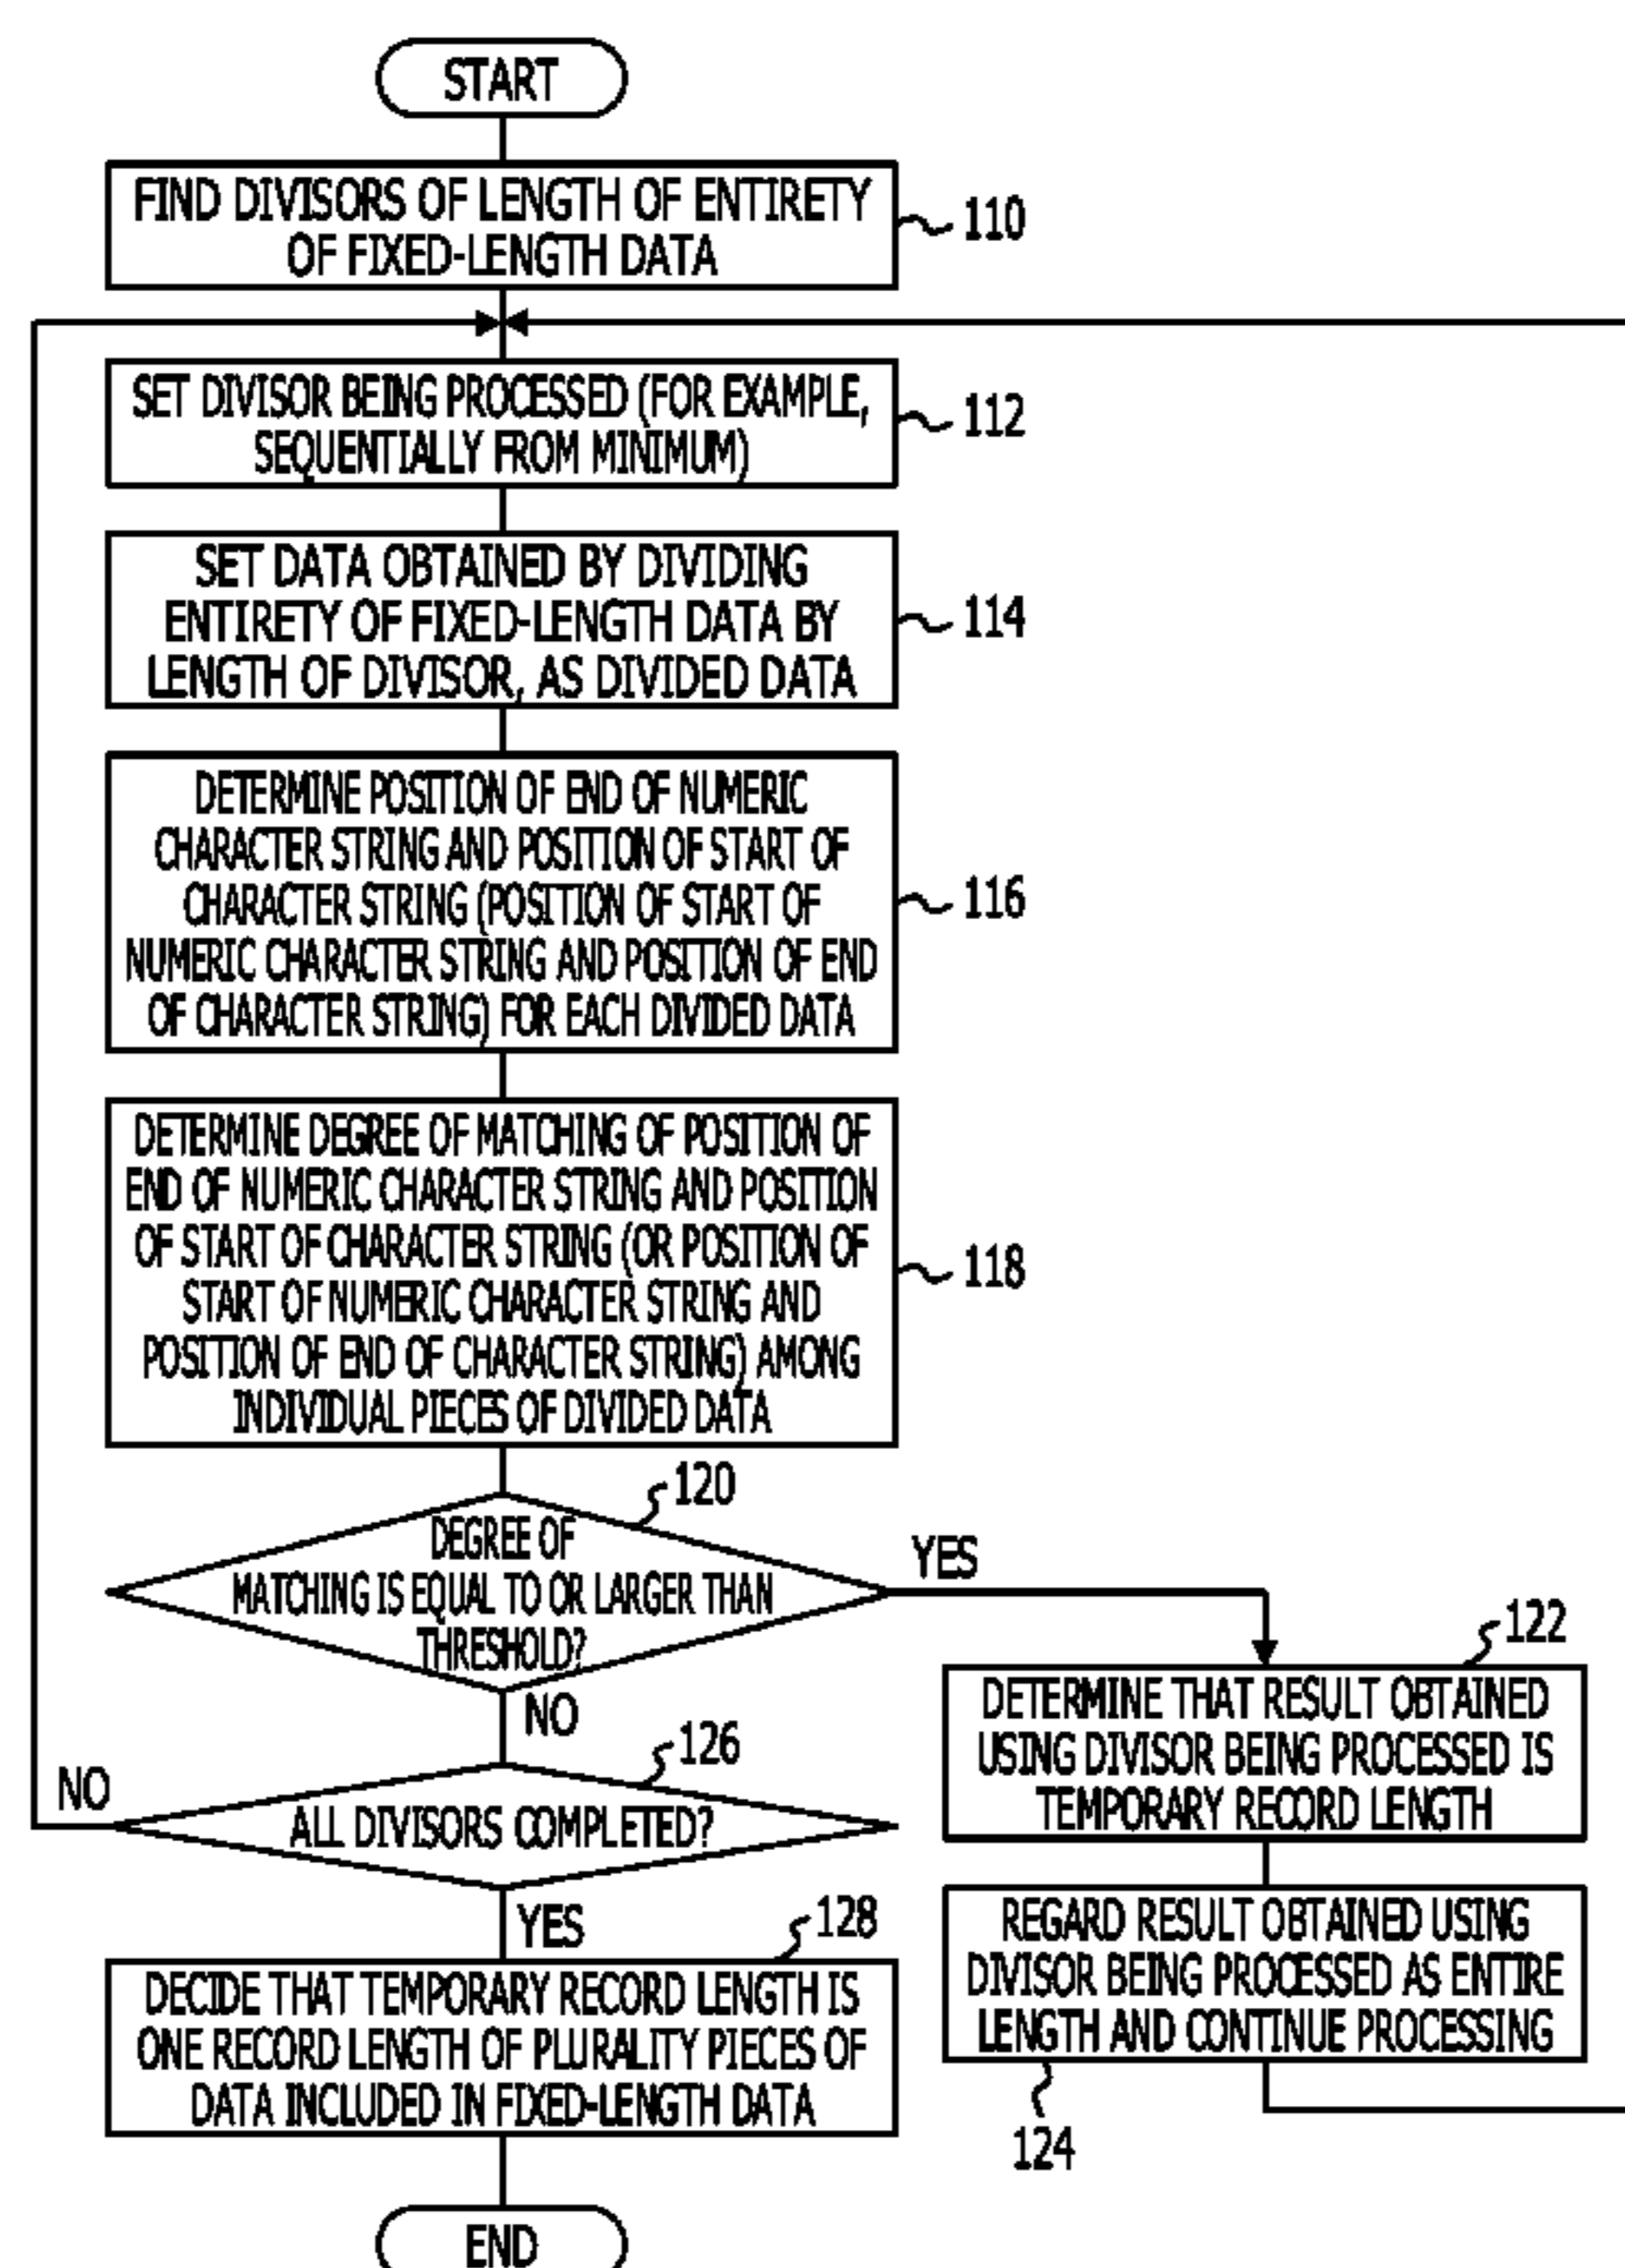 START
FIND DIVISORS OF LENGTH OF ENTIRETY
OF FIXED-LENGTH DATA
110
SET DIVISOR BEING PROCESSED (FOR EXAMPLE,
SEQUENTIALLY FROM MINIMUM)
112
SET DATA OBTAINED BY DIVIDING
ENTIRETY OF FIXED-LENGTH DATA BY
LENGTH OF DIVISOR, AS DIVIDED DATA
114
DETERMINE POSITION OF END OF NUMERIC
CHARACTER STRING AND POSITION OF START OF
CHARACTER STRING (POSITION OF START OF
NUMERIC CHARACTER STRING AND POSITION OF END
OF CHARACTER STRING) FOR EACH DIVIDED DATA
116
DETERMINE DEGREE OF MATCHING OF POSITION OF
END OF NUMERIC CHARACTER STRING AND POSITION
OF START OF CHARACTER STRING (OR POSITION OF
START OF NUMERIC CHARACTER STRING AND
POSITION OF END OF CHARACTER STRING) AMONG
INDIVIDUAL PIECES OF DIVIDED DATA
118
120
DEGREE OF
MATCHING IS EQUAL TO OR LARGER THAN
THRESHOLD?
YES
NO
122
DETERMINE THAT RESULT OBTAINED
USING DIVISOR BEING PROCESSED IS
TEMPORARY RECORD LENGTH
REGARD RESULT OBTAINED USING
DIVISOR BEING PROCESSED AS ENTIRE
LENGTH AND CONTINUE PROCESSING
124
126
ALL DIVISORS COMPLETED?
NO
YES
128
DECIDE THAT TEMPORARY RECORD LENGTH IS
ONE RECORD LENGTH OF PLURALITY PIECES OF
DATA INCLUDED IN FIXED-LENGTH DATA
END